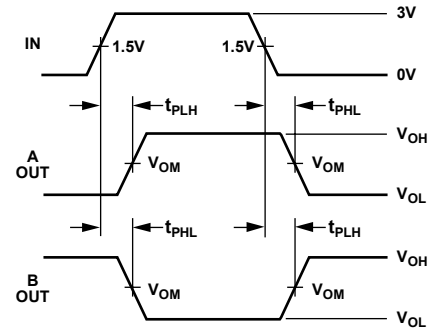 3V
IN
1.5V
1.5V
0V
tPLH
tPHL
VOH
A
OUT
VOM
VOM
VOL
tPHL
tPLH
VOH
B
OUT
VOM
VOM
VOL